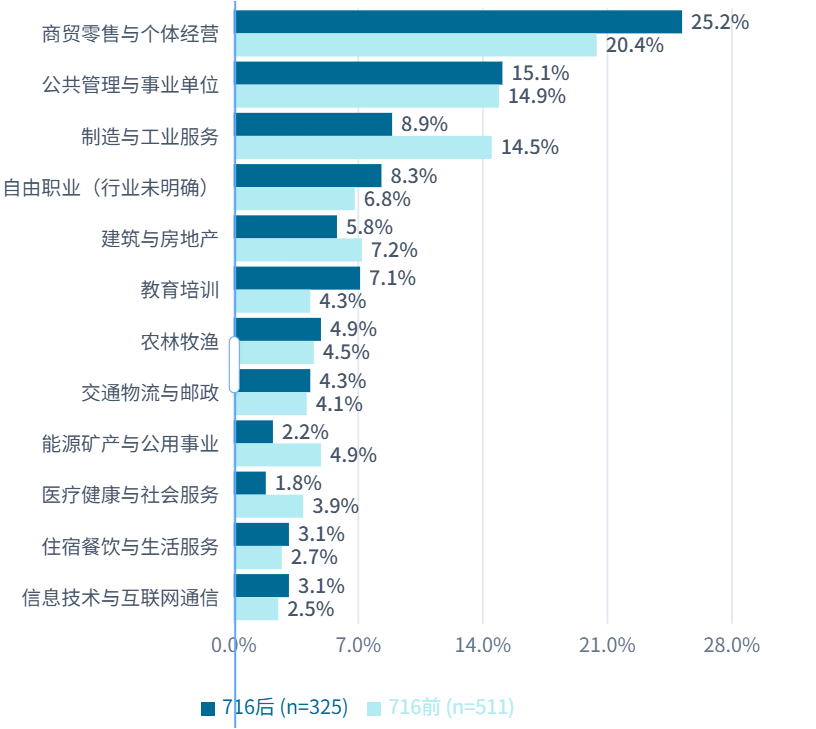 商贸零售与个体经营
25.2%
20.4%
公共管理与事业单位
15.1%
14.9%
制造与工业服务
8.9%
14.5%
自由职业（行业未明确）
8.3%
6.8%
建筑与房地产
5.8%
7.2%
教育培训
7.1%
4.3%
农林牧渔
4.9%
4.5%
交通物流与邮政
4.3%
4.1%
能源矿产与公用事业
2.2%
4.9%
医疗健康与社会服务
1.8%
3.9%
住宿餐饮与生活服务
3.1%
2.7%
信息技术与互联网通信
3.1%
2.5%
0.0% 7.0% 14.0% 21.0% 28.0%
716后 (n=325) 716前 (n=511)